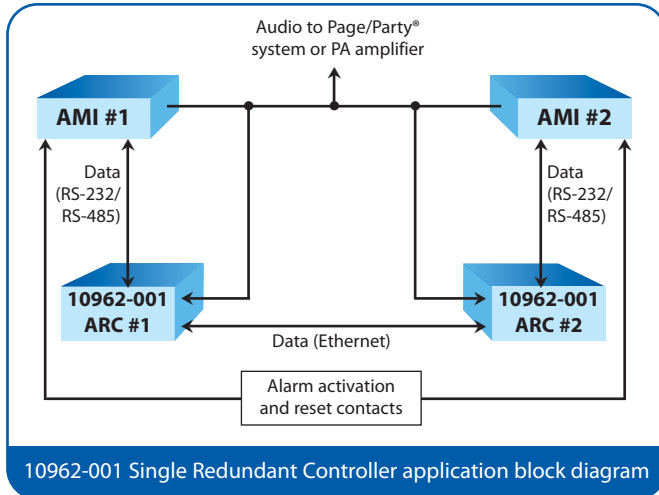 Audio to Page/Party®
system or PA amplifier
AMI #1
AMI #2
Data
(RS-232/
RS-485)
Data
(RS-232/
RS-485)
10962-001
ARC #1
10962-001
ARC #2
Data (Ethernet)
Alarm activation
and reset contacts
10962-001 Single Redundant Controller application block diagram